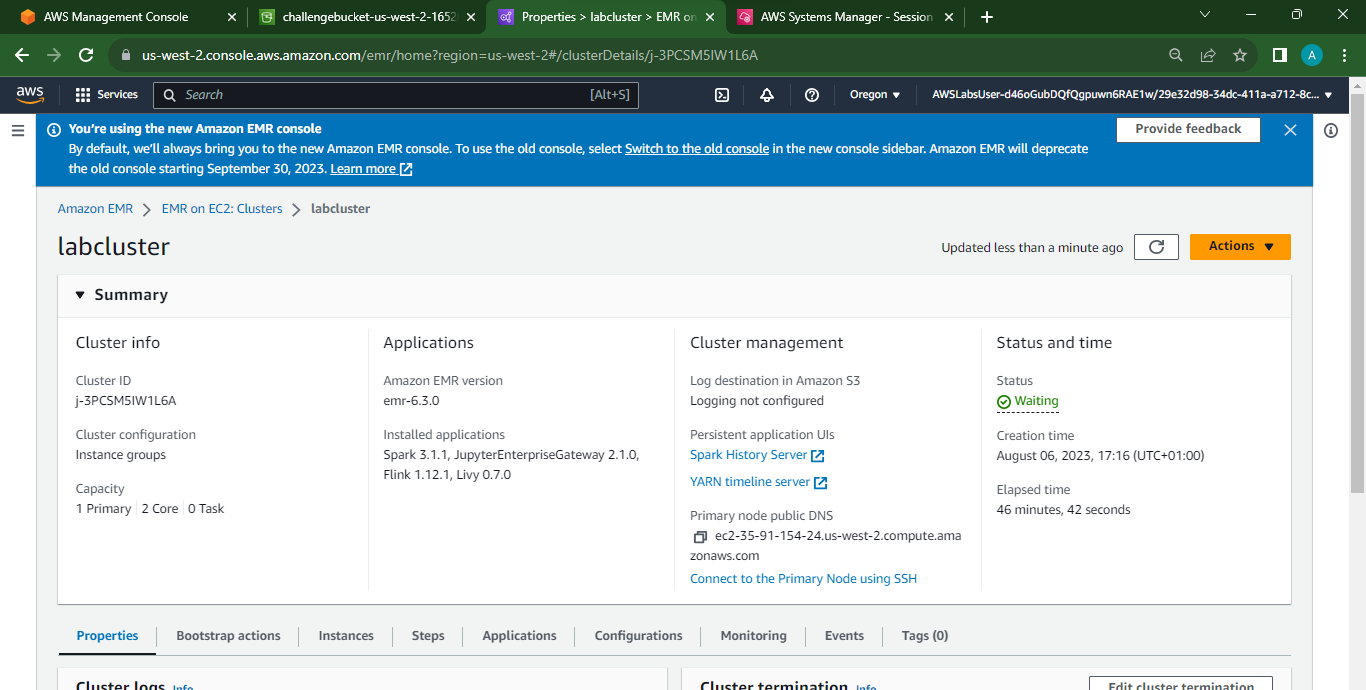 AWS Management Console
challengebucket-us-west-2-1652
Properties > labcluster > EMR on
AWS Systems Manager - Session
us-west-2.console.aws.amazon.com/emr/home?region=us-west-2#/clusterDetails/j-3PCSM5IW1L6A
A
aws
Services
Search
[Alt+S]
Oregon
AWSLabsUser-d46oGubDQfQgpuwn6RAE1w/29e32d98-34dc-411a-a712-8c...
You're using the new Amazon EMR console
By default, we'll always bring you to the new Amazon EMR console. To use the old console, select Switch to the old console in the new console sidebar. Amazon EMR will deprecate
the old console starting September 30, 2023. Learn more
Provide feedback
Amazon EMR
EMR on EC2: Clusters
labcluster
labcluster
Updated less than a minute ago
Actions
Summary
Cluster info
Cluster ID
j-3PCSM5IW1L6A
Cluster configuration
Instance groups
Capacity
1 Primary
2 Core
0 Task
Applications
Amazon EMR version
emr-6.3.0
Installed applications
Spark 3.1.1, JupyterEnterpriseGateway 2.1.0,
Flink 1.12.1, Livy 0.7.0
Cluster management
Log destination in Amazon S3
Logging not configured
Persistent application UIs
Spark History Server
YARN timeline server
Primary node public DNS
ec2-35-91-154-24.us-west-2.compute.ama
zonaws.com
Connect to the Primary Node using SSH
Status and time
Status
Waiting
Creation time
August 06, 2023, 17:16 (UTC+01:00)
Elapsed time
46 minutes, 42 seconds
Properties
Bootstrap actions
Instances
Steps
Applications
Configurations
Monitoring
Events
Tags (0)
Cluster logs Info
Cluster termination Info
Edit cluster termination